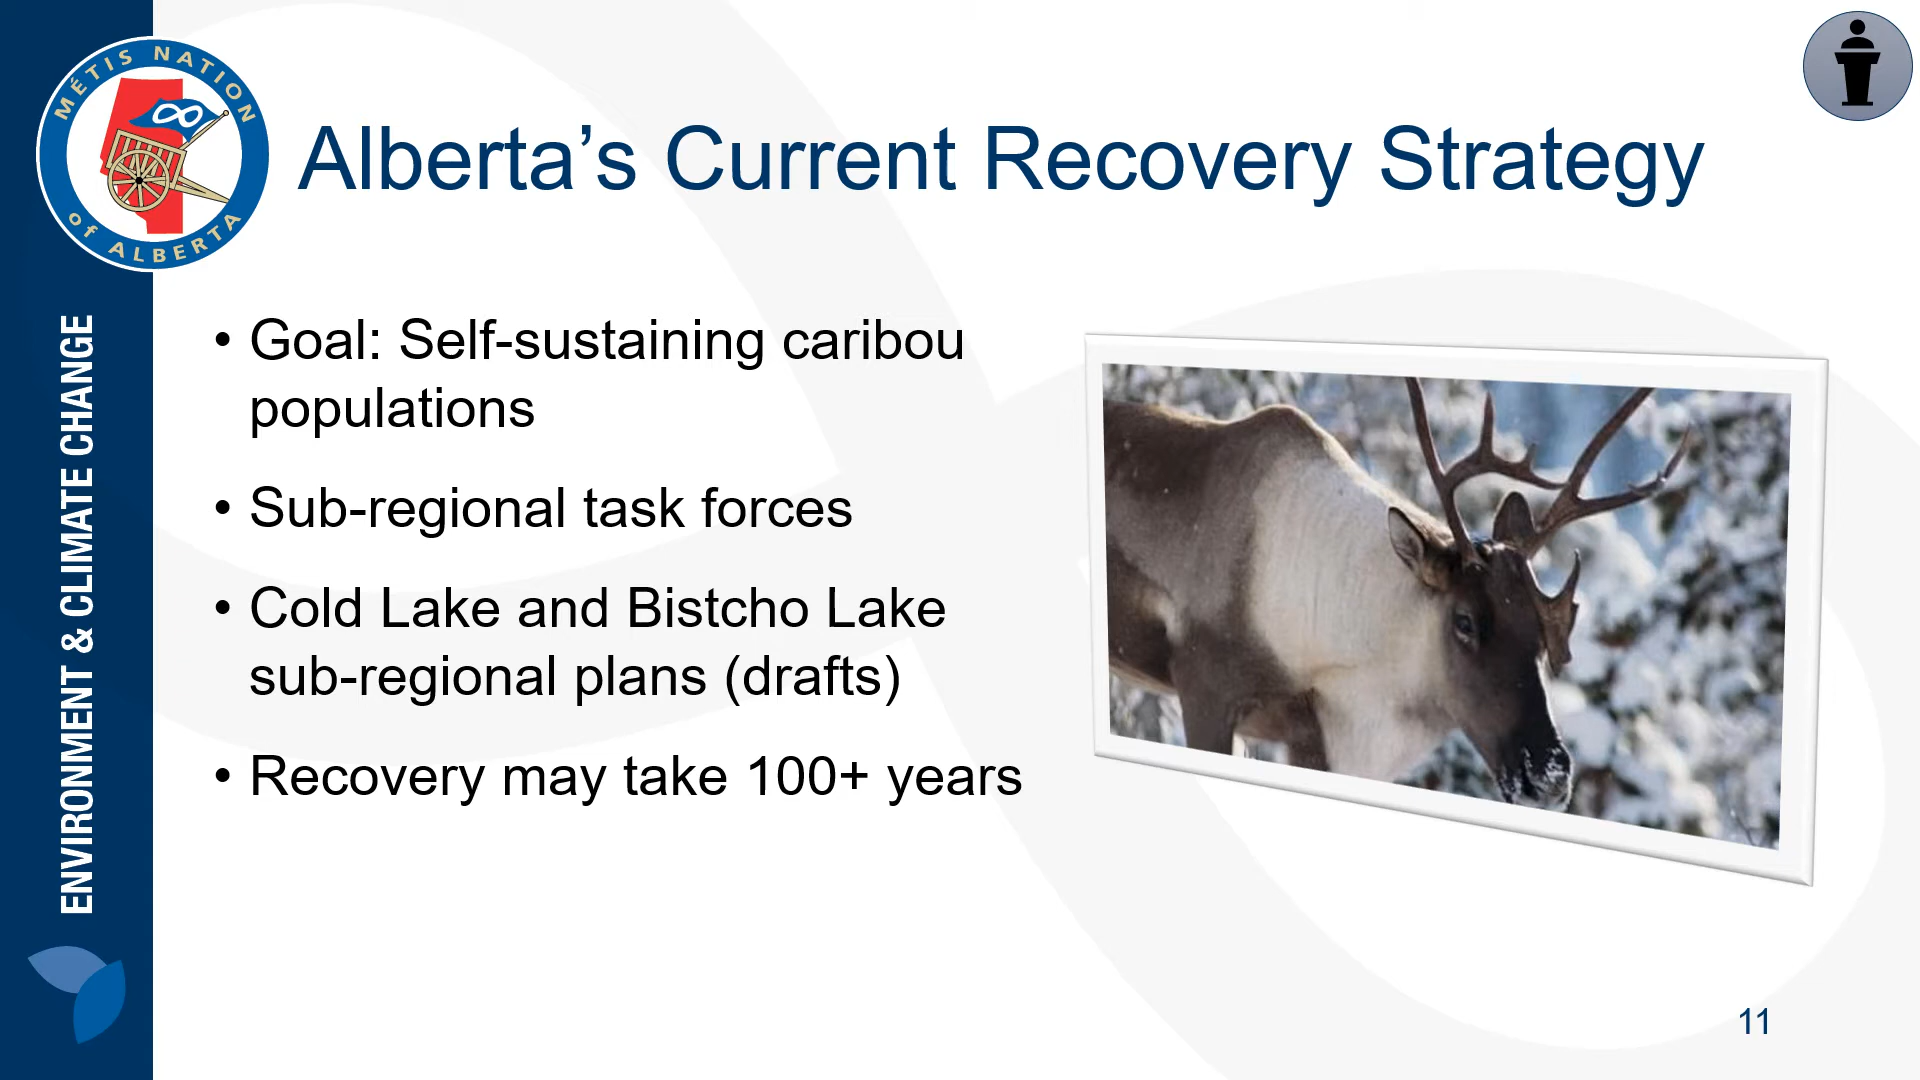 MÉTIS NATION
of ALBERTA
Alberta’s Current Recovery Strategy
ENVIRONMENT & CLIMATE CHANGE
• Goal: Self-sustaining caribou
populations
• Sub-regional task forces
• Cold Lake and Bistcho Lake
sub-regional plans (drafts)
• Recovery may take 100+ years
11